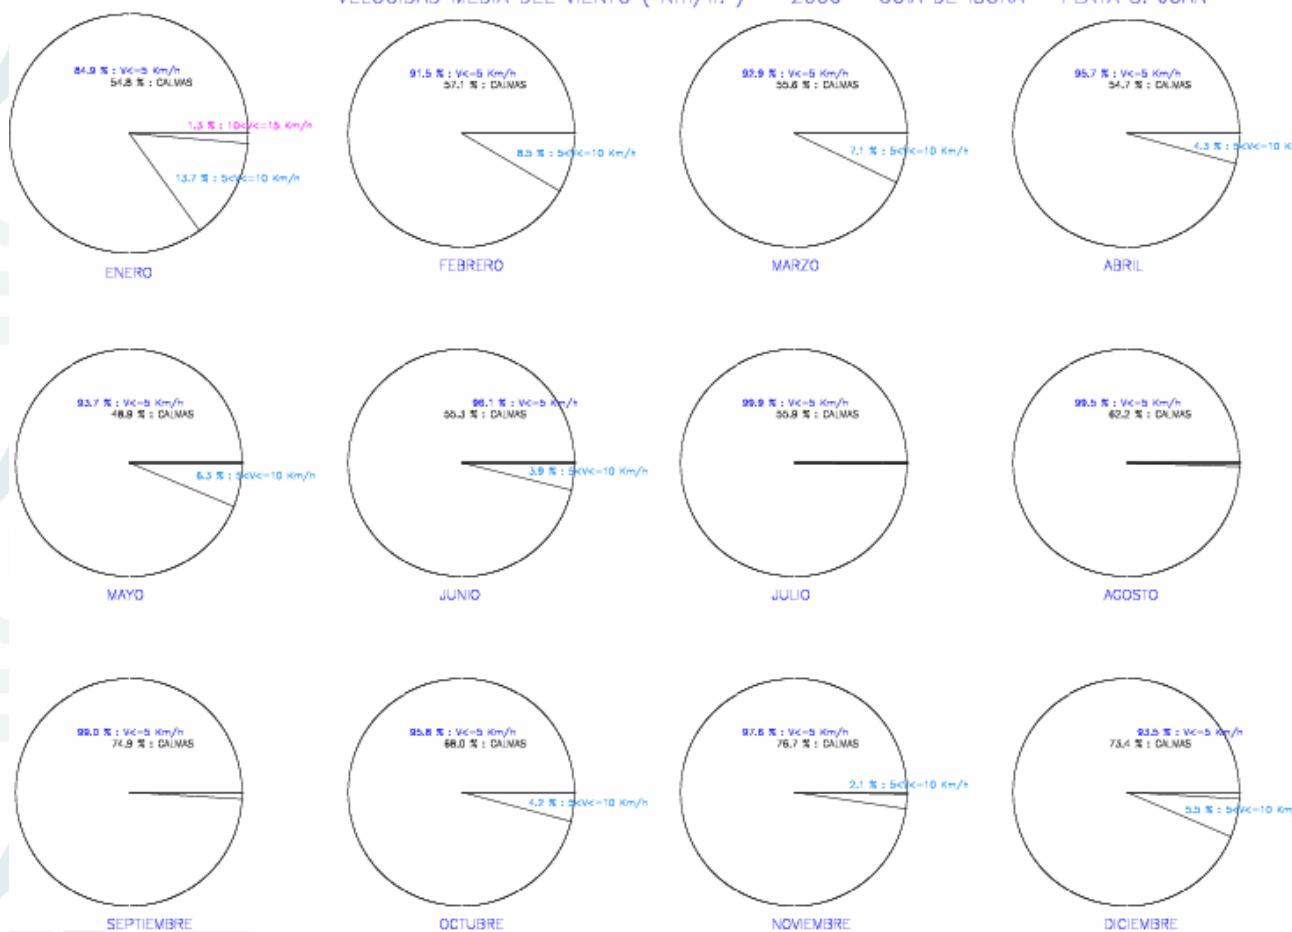 84.9 % : V<=5 Km/h
54.8 % : CALMAS
1.3 % : 10<V<=15 Km/h
13.7 % : 5<V<=10 Km/h
ENERO
91.5 % : V<=5 Km/h
57.1 % : CALMAS
8.5 % : 5<V<=10 Km/h
FEBRERO
92.9 % : V<=5 Km/h
55.6 % : CALMAS
7.1 % : 5<V<=10 Km/h
MARZO
95.7 % : V<=5 Km/h
54.7 % : CALMAS
4.3 % : 5<V<=10
ABRIL
93.7 % : V<=5 Km/h
48.9 % : CALMAS
6.3 % : 5<V<=10 Km/h
MAYO
96.1 % : V<=5 Km/h
55.3 % : CALMAS
3.9 % : 5<V<=10 Km/h
JUNIO
99.9 % : V<=5 Km/h
55.9 % : CALMAS
JULIO
99.5 % : V<=5 Km/h
62.2 % : CALMAS
AGOSTO
99.0 % : V<=5 Km/h
74.9 % : CALMAS
SEPTIEMBRE
95.8 % : V<=5 Km/h
68.0 % : CALMAS
4.2 % : 5<V<=10 Km/h
OCTUBRE
97.6 % : V<=5 Km/h
76.7 % : CALMAS
2.1 % : 5<V<=10 Km/h
NOVIEMBRE
93.5 % : V<=5 Km/h
73.4 % : CALMAS
5.5 % : 5<V<=10
DICIEMBRE